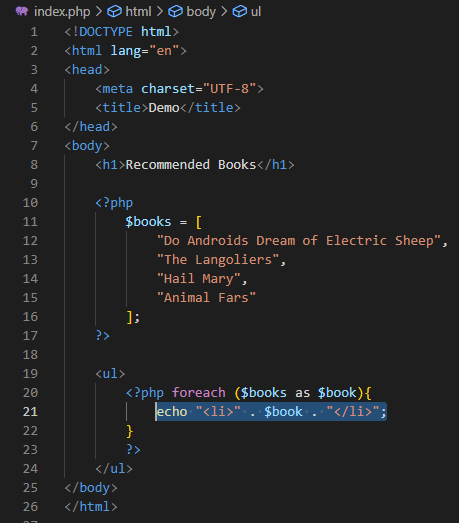 index.php > html > body > ul
1 <!DOCTYPE html>
2 <html lang="en">
3 <head>
4     <meta charset="UTF-8">
5     <title>Demo</title>
6 </head>
7 <body>
8     <h1>Recommended Books</h1>
9
10     <?php
11         $books = [
12             "Do Androids Dream of Electric Sheep",
13             "The Langoliers",
14             "Hail Mary",
15             "Animal Fars"
16         ];
17     ?>
18
19     <ul>
20         <?php foreach ($books as $book){
21             echo "<li>" . $book . "</li>";
22         }
23         ?>
24     </ul>
25 </body>
26 </html>